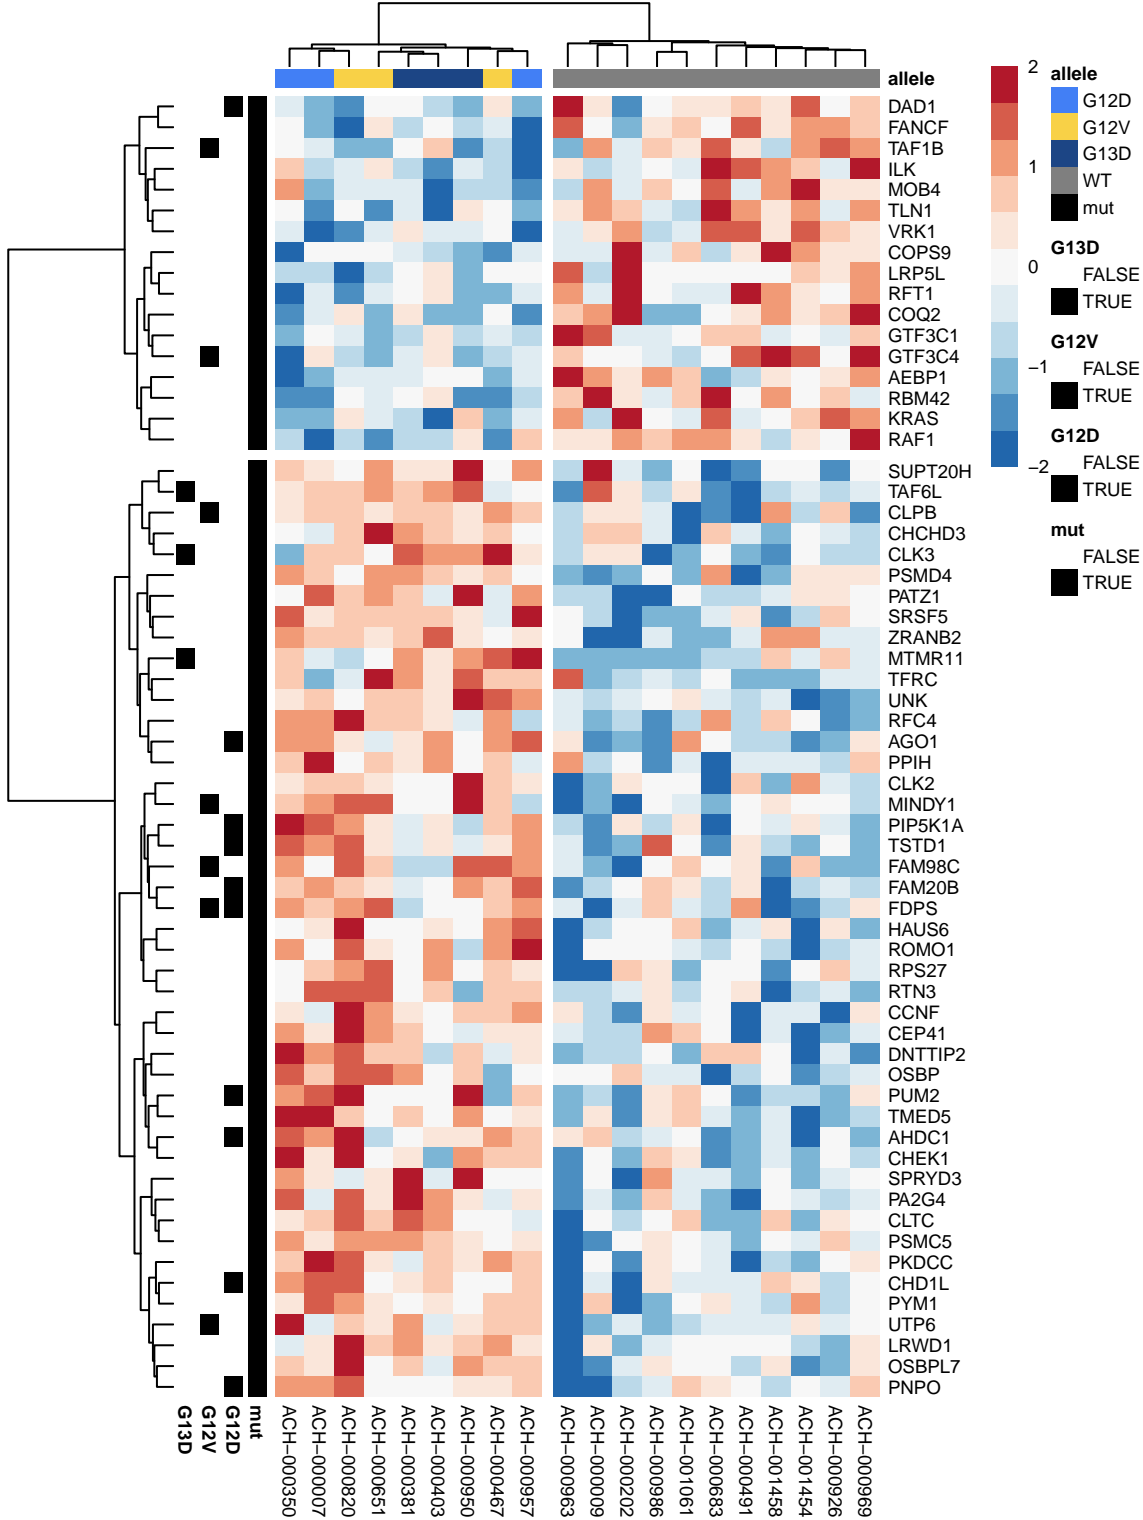 allele
DAD1
FANCF
TAF1B
ILK
MOB4
TLN1
VRK1
COPS9
LRP5L
RFT1
COQ2
GTF3C1
GTF3C4
AEBP1
RBM42
KRAS
RAF1
SUPT20H
TAF6L
CLPB
CHCHD3
CLK3
PSMD4
PATZ1
SRSF5
ZRANB2
MTMR11
TFRC
UNK
RFC4
AGO1
PPIH
CLK2
MINDY1
PIP5K1A
TSTD1
FAM98C
FAM20B
FDPS
HAUS6
ROMO1
RPS27
RTN3
CCNF
CEP41
DNTTIP2
OSBP
PUM2
TMED5
AHDC1
CHEK1
SPRYD3
PA2G4
CLTC
PSMC5
PKDCC
CHD1L
PYM1
UTP6
LRWD1
OSBPL7
PNPO
G13D
G12V
G12D
mut
ACH−000350
ACH−000007
ACH−000820
ACH−000651
ACH−000381
ACH−000403
ACH−000950
ACH−000467
ACH−000957
ACH−000963
ACH−000009
ACH−000202
ACH−000986
ACH−001061
ACH−000683
ACH−000491
ACH−001458
ACH−001454
ACH−000926
ACH−000969
2
1
0
−1
−2
allele
G12D
G12V
G13D
WT
mut
G13D
FALSE
TRUE
G12V
FALSE
TRUE
G12D
FALSE
TRUE
mut
FALSE
TRUE